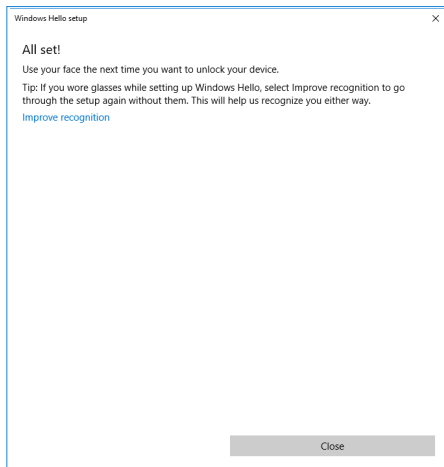 Windows Hello setup
All set!
Use your face the next time you want to unlock your device.
Tip: If you wore glasses while setting up Windows Hello, select Improve recognition to go
through the setup again without them. This will help us recognize you either way.
Improve recognition
Close